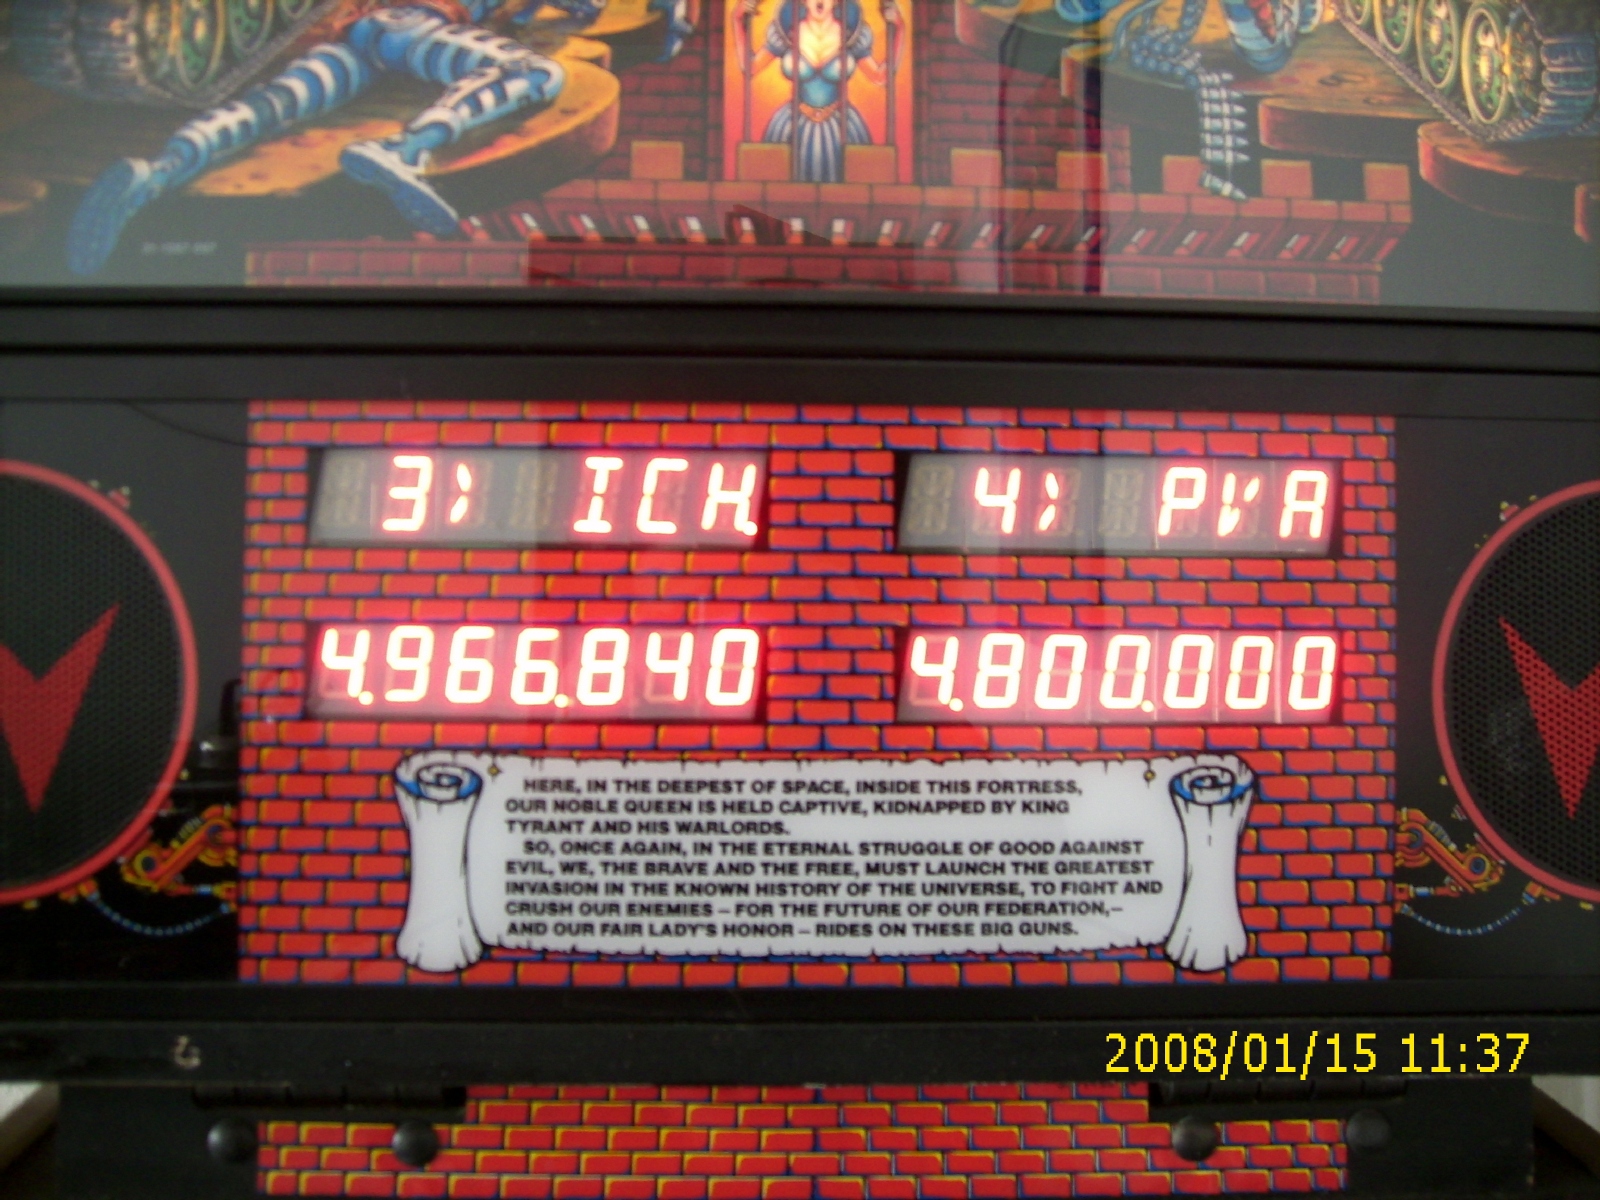 3> ICH
4> PVA
4.966.840
4.800.000
HERE, IN THE DEEPEST OF SPACE, INSIDE THIS FORTRESS,
OUR NOBLE QUEEN IS HELD CAPTIVE, KIDNAPPED BY KING
TYRANT AND HIS WARLORDS.
SO, ONCE AGAIN, IN THE ETERNAL STRUGGLE OF GOOD AGAINST
EVIL, WE, THE BRAVE AND THE FREE, MUST LAUNCH THE GREATEST
INVASION IN THE KNOWN HISTORY OF THE UNIVERSE, TO FIGHT AND
CRUSH OUR ENEMIES – FOR THE FUTURE OF OUR FEDERATION,–
AND OUR FAIR LADY'S HONOR – RIDES ON THESE BIG GUNS.
2008/01/15 11:37